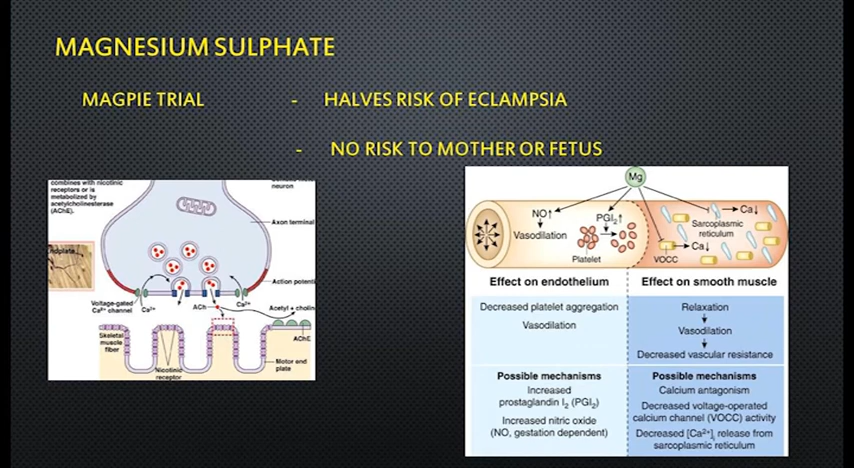 MAGNESIUM SULPHATE
MAGPIE TRIAL - HALVES RISK OF ECLAMPSIA
- NO RISK TO MOTHER OR FETUS
combines with nicotinic
receptors or is
metabolized by
acetylcholinesterase
(AChE).
neuron
Axon terminal
Action potenti
Voltage-gated
Ca²⁺ channel
Ca²⁺
Ca²⁺
ACh
Acetyl + cholin
AChE
Skeletal
muscle
fiber
Nicotinic
receptor
Motor end
plate
Mg
NO↑
Vasodilation
PGI₂↑
Platelet
Ca↓
Sarcoplasmic
reticulum
VOCC
Ca↓
Effect on endothelium
Decreased platelet aggregation
Vasodilation
Possible mechanisms
Increased
prostaglandin I₂ (PGI₂)
Increased nitric oxide
(NO, gestation dependent)
Effect on smooth muscle
Relaxation
Vasodilation
Decreased vascular resistance
Possible mechanisms
Calcium antagonism
Decreased voltage-operated
calcium channel (VOCC) activity
Decreased [Ca²⁺]ᵢ release from
sarcoplasmic reticulum